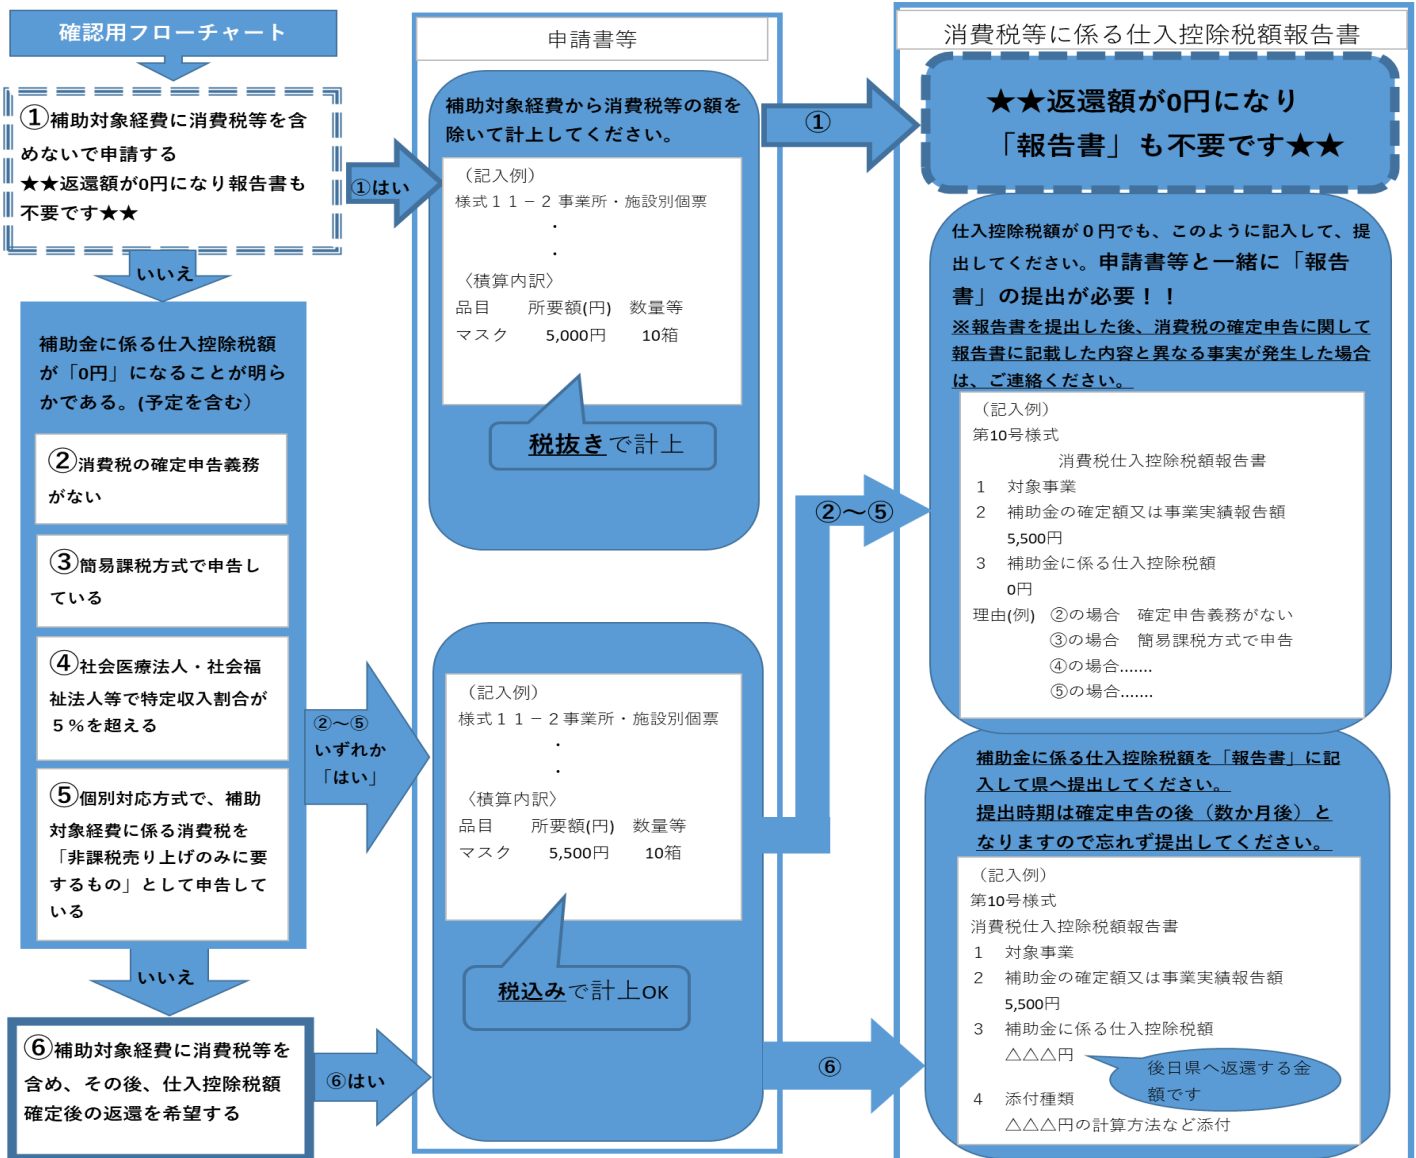 確認用フローチャート
①補助対象経費に消費税等を含
めないで申請する
★★返還額が0円になり報告書も
不要です★★
①はい
いいえ
補助金に係る仕入控除税額
が「0円」になることが明ら
かである。(予定を含む）
②消費税の確定申告義務
がない
③簡易課税方式で申告し
ている
④社会医療法人・社会福
祉法人等で特定収入割合が
５％を超える
⑤個別対応方式で、補助
対象経費に係る消費税を
「非課税売り上げのみに要
するもの」として申告して
いる
②～⑤
いずれか
「はい」
いいえ
⑥補助対象経費に消費税等を
含め、その後、仕入控除税額
確定後の返還を希望する
⑥はい
申請書等
補助対象経費から消費税等の額を
除いて計上してください。
（記入例）
様式１１－２ 事業所・施設別個票
・
・
〈積算内訳〉
品目　所要額(円)　数量等
マスク　5,000円　10箱
税抜きで計上
（記入例）
様式１１－２事業所・施設別個票
・
・
〈積算内訳〉
品目　所要額(円)　数量等
マスク　5,500円　10箱
税込みで計上OK
①
②～⑤
⑥
消費税等に係る仕入控除税額報告書
★★返還額が0円になり
「報告書」も不要です★★
仕入控除税額が０円でも、このように記入して、提
出してください。申請書等と一緒に「報告
書」の提出が必要！！
※報告書を提出した後、消費税の確定申告に関して
報告書に記載した内容と異なる事実が発生した場合
は、ご連絡ください。
（記入例）
第10号様式
消費税仕入控除税額報告書
1　対象事業
2　補助金の確定額又は事業実績報告額
5,500円
3　補助金に係る仕入控除税額
0円
理由(例)　②の場合　確定申告義務がない
③の場合　簡易課税方式で申告
④の場合.......
⑤の場合.......
補助金に係る仕入控除税額を「報告書」に記
入して県へ提出してください。
提出時期は確定申告の後（数か月後）と
なりますので忘れず提出してください。
（記入例）
第10号様式
消費税仕入控除税額報告書
1　対象事業
2　補助金の確定額又は事業実績報告額
5,500円
3　補助金に係る仕入控除税額
△△△円
後日県へ返還する金
額です
4　添付種類
△△△円の計算方法など添付